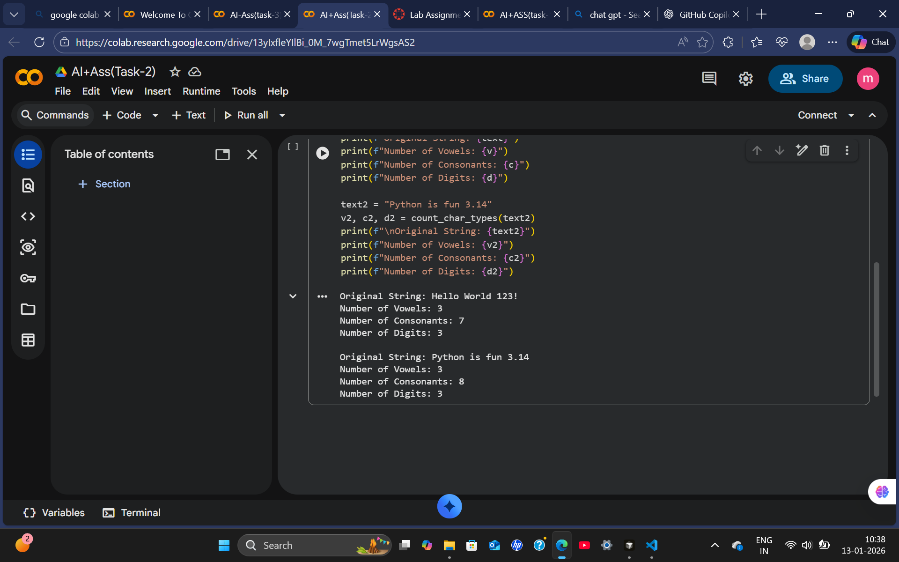 google colab
Welcome To C
AI-Ass(task-3
AI+Ass(Task-2
Lab Assignme
AI+ASS(task-
chat gpt - Sea
GitHub Copil
https://colab.research.google.com/drive/13yIxfleYIlBi_0M_7wgTmet5LrWgsAS2
Chat
AI+Ass(Task-2)
File Edit View Insert Runtime Tools Help
Share
m
Commands + Code + Text Run all
Connect
Table of contents
+ Section
[ ]
print(f"Original String: {text}")
print(f"Number of Vowels: {v}")
print(f"Number of Consonants: {c}")
print(f"Number of Digits: {d}")
text2 = "Python is fun 3.14"
v2, c2, d2 = count_char_types(text2)
print(f"\nOriginal String: {text2}")
print(f"Number of Vowels: {v2}")
print(f"Number of Consonants: {c2}")
print(f"Number of Digits: {d2}")
Original String: Hello World 123!
Number of Vowels: 3
Number of Consonants: 7
Number of Digits: 3
Original String: Python is fun 3.14
Number of Vowels: 3
Number of Consonants: 8
Number of Digits: 3
{} Variables
Terminal
2
Search
ENG
IN
10:38
13-01-2026